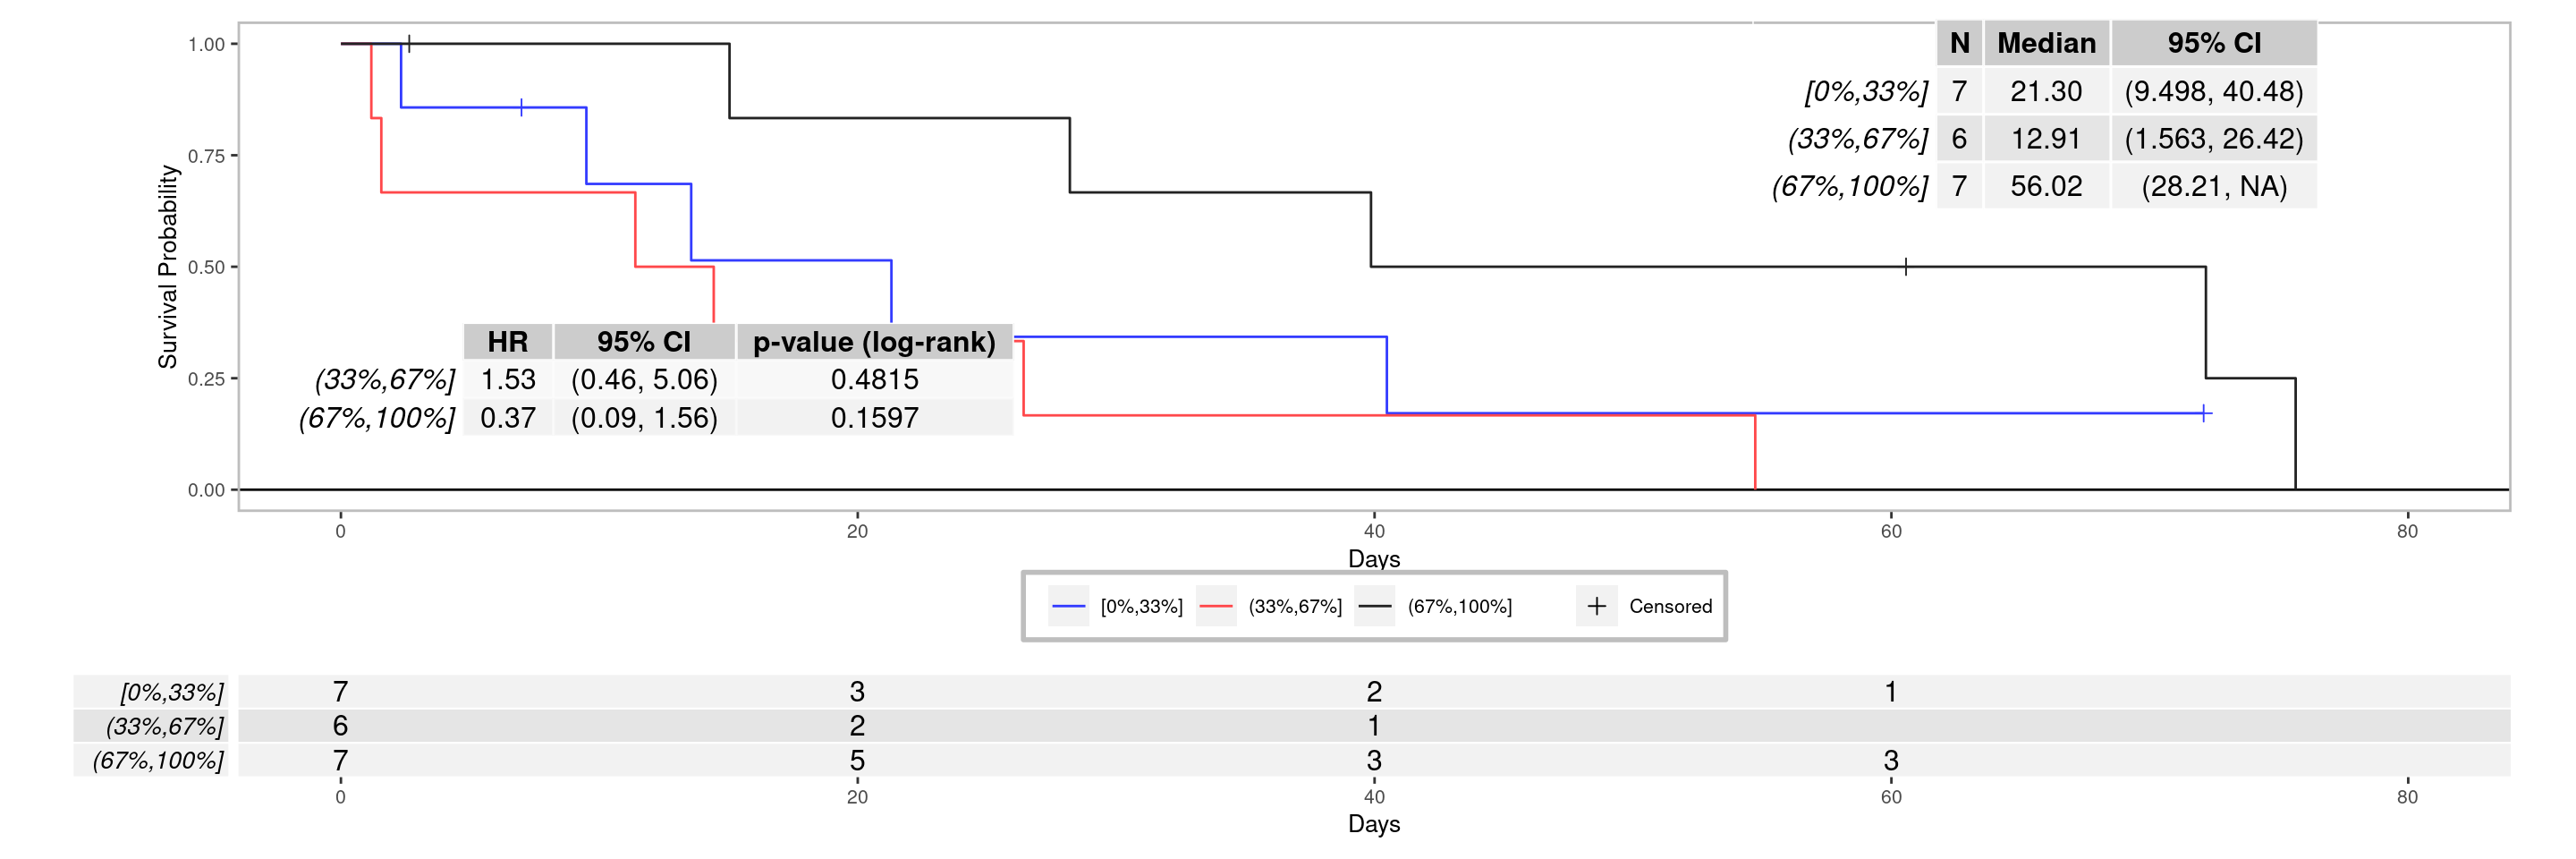 N Median 95% CI
[0%,33%] 7 21.30 (9.498, 40.48)
(33%,67%] 6 12.91 (1.563, 26.42)
(67%,100%] 7 56.02 (28.21, NA)
Survival Probability
1.00
0.75
0.50
0.25
0.00
HR 95% CI p-value (log-rank)
(33%,67%] 1.53 (0.46, 5.06) 0.4815
(67%,100%] 0.37 (0.09, 1.56) 0.1597
0 20 40 60 80
Days
[0%,33%] (33%,67%] (67%,100%] Censored
[0%,33%] 7 3 2 1
(33%,67%] 6 2 1
(67%,100%] 7 5 3 3
0 20 40 60 80
Days